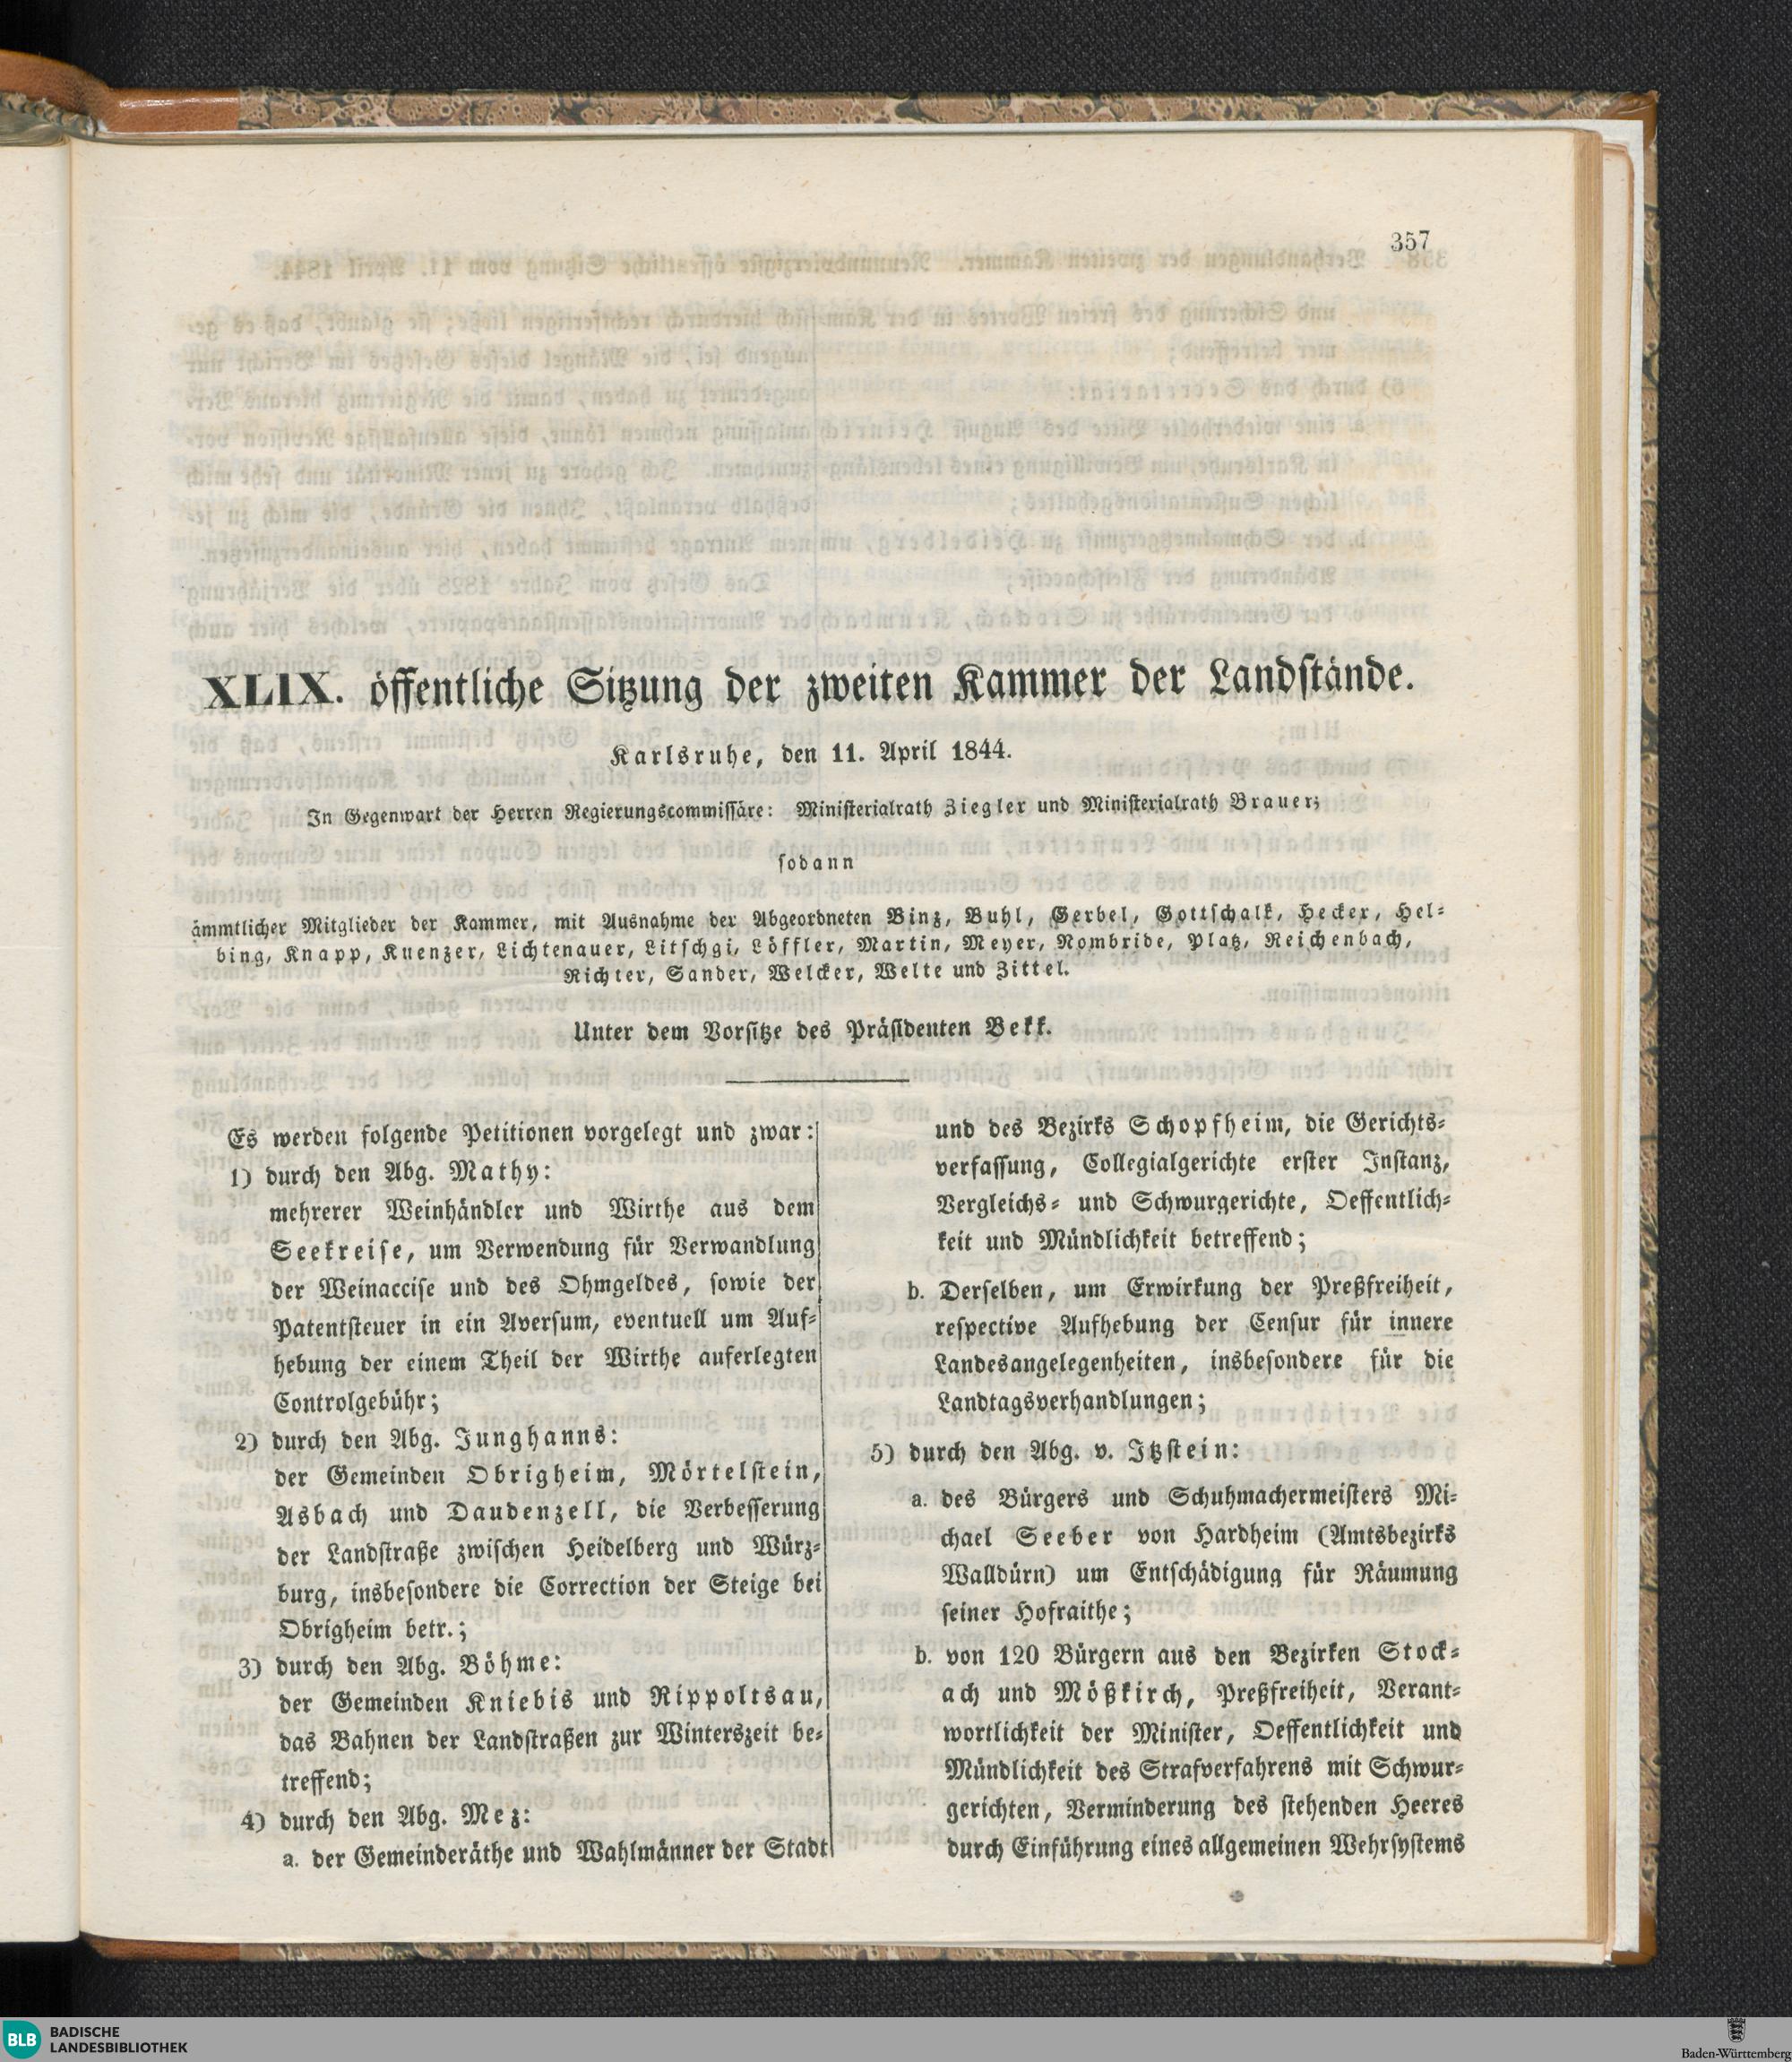 357
XLIX. öffentliche Sitzung der zweiten Kammer der Landſtände.
Karlsruhe, den 11. April 1844.
In Gegenwart der Herren Regierungscommiſſäre: Miniſterialrath Ziegler und Miniſterialrath Brauer;
ſodann
ämmtlicher Mitglieder der Kammer, mit Ausnahme der Abgeordneten Binz, Buhl, Gerbel, Gottſchalk, Hecker, Hel-
bing, Knapp, Kuenzer, Lichtenauer, Litſchgi, Löffler, Martin, Meyer, Nombride, Platz, Reichenbach,
Richter, Sander, Welcker, Welte und Zittel.
Unter dem Vorſitze des Präſidenten Bekk.
Es werden folgende Petitionen vorgelegt und zwar:
1) durch den Abg. Mathy:
mehrerer Weinhändler und Wirthe aus dem
Seekreiſe, um Verwendung für Verwandlung
der Weinacciſe und des Ohmgeldes, ſowie der
Patentſteuer in ein Averſum, eventuell um Auf-
hebung der einem Theil der Wirthe auferlegten
Controlgebühr;
2) durch den Abg. Junghanns:
der Gemeinden Obrigheim, Mörtelſtein,
Asbach und Daudenzell, die Verbeſſerung
der Landſtraße zwiſchen Heidelberg und Würz-
burg, insbeſondere die Correction der Steige bei
Obrigheim betr.;
3) durch den Abg. Böhme:
der Gemeinden Kniebis und Rippoltsau,
das Bahnen der Landſtraßen zur Winterszeit be-
treffend;
4) durch den Abg. Mez:
a. der Gemeinderäthe und Wahlmänner der Stadt
und des Bezirks Schopfheim, die Gerichts-
verfaſſung, Collegialgerichte erſter Inſtanz,
Vergleichs- und Schwurgerichte, Oeffentlich-
keit und Mündlichkeit betreffend;
b. Derſelben, um Erwirkung der Preßfreiheit,
reſpective Aufhebung der Cenſur für innere
Landesangelegenheiten, insbeſondere für die
Landtagsverhandlungen;
5) durch den Abg. v. Itzſtein:
a. des Bürgers und Schuhmachermeiſters Mi-
chael Seeber von Hardheim (Amtsbezirks
Walldürn) um Entſchädigung für Räumung
ſeiner Hofraithe;
b. von 120 Bürgern aus den Bezirken Stock-
ach und Mößkirch, Preßfreiheit, Verant-
wortlichkeit der Miniſter, Oeffentlichkeit und
Mündlichkeit des Strafverfahrens mit Schwur-
gerichten, Verminderung des ſtehenden Heeres
durch Einführung eines allgemeinen Wehrſyſtems
BLB
BADISCHE
LANDESBIBLIOTHEK
Baden-Württemberg